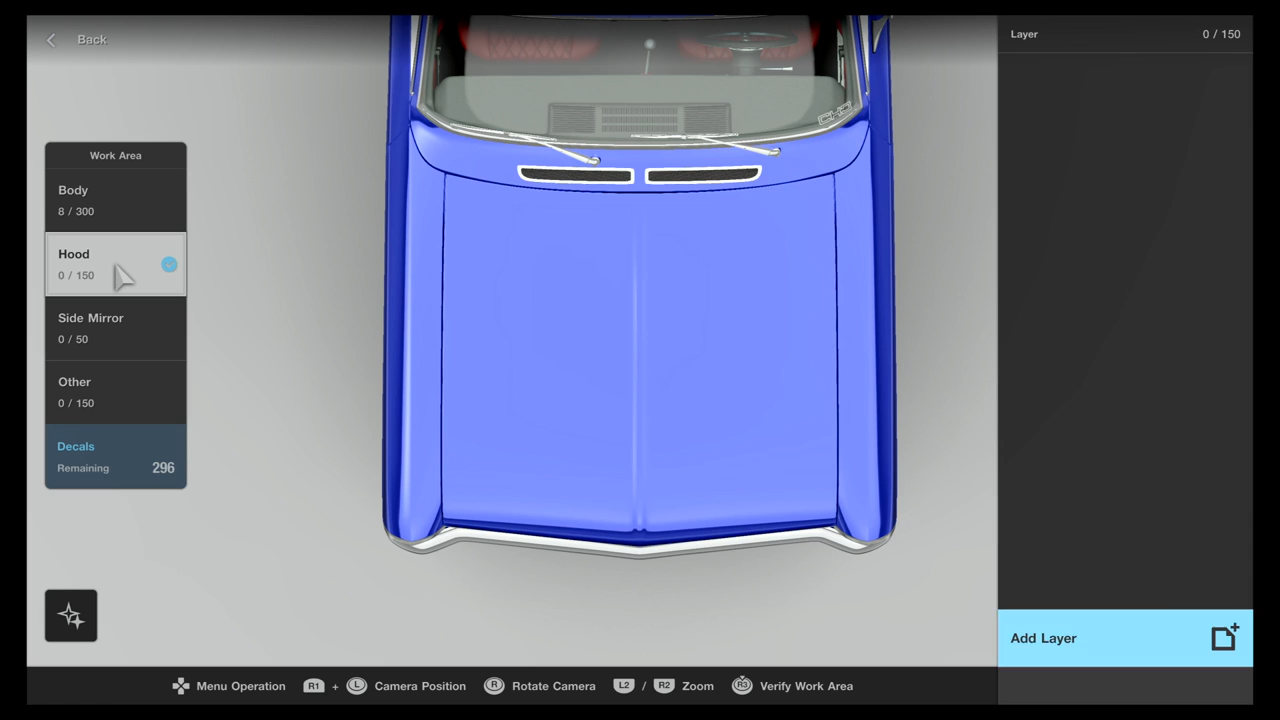 Back
Layer
0 / 150
Work Area
Body
8 / 300
Hood
0 / 150
Side Mirror
0 / 50
Other
0 / 150
Decals
Remaining 296
Add Layer
Menu Operation R1 + L Camera Position R Rotate Camera L2 / R2 Zoom R3 Verify Work Area